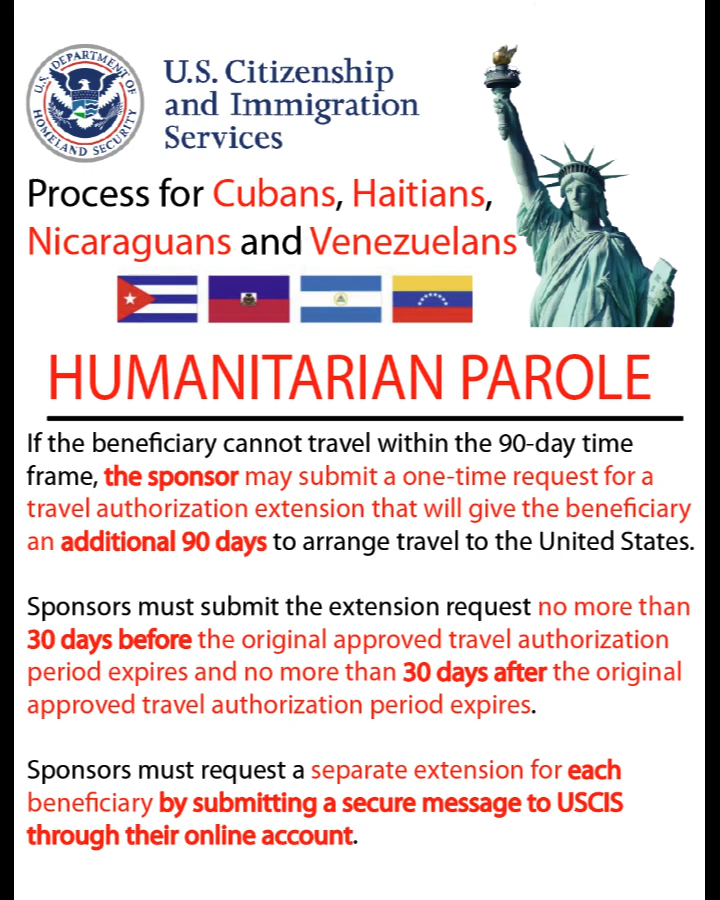 U.S. DEPARTMENT OF HOMELAND SECURITY
U.S. Citizenship
and Immigration
Services
Process for Cubans, Haitians,
Nicaraguans and Venezuelans
HUMANITARIAN PAROLE
If the beneficiary cannot travel within the 90-day time
frame, the sponsor may submit a one-time request for a
travel authorization extension that will give the beneficiary
an additional 90 days to arrange travel to the United States.
Sponsors must submit the extension request no more than
30 days before the original approved travel authorization
period expires and no more than 30 days after the original
approved travel authorization period expires.
Sponsors must request a separate extension for each
beneficiary by submitting a secure message to USCIS
through their online account.